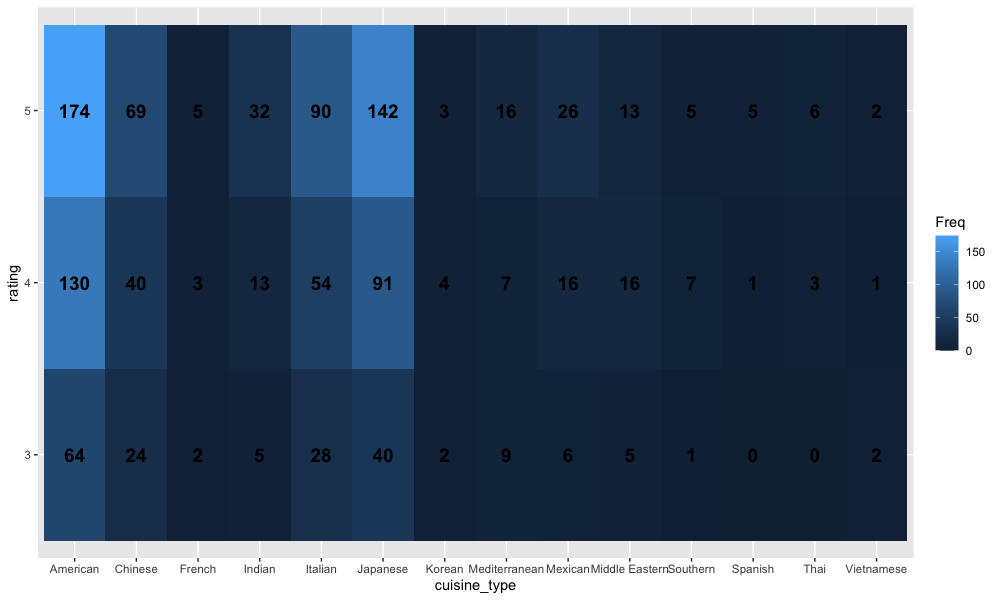 5 174 69 5 32 90 142 3 16 26 13 5 5 6 2
Freq
150
100
50
0
rating
4 130 40 3 13 54 91 4 7 16 16 7 1 3 1
3 64 24 2 5 28 40 2 9 6 5 1 0 0 2
American Chinese French Indian Italian Japanese Korean Mediterranean Mexican Middle Eastern Southern Spanish Thai Vietnamese
cuisine_type